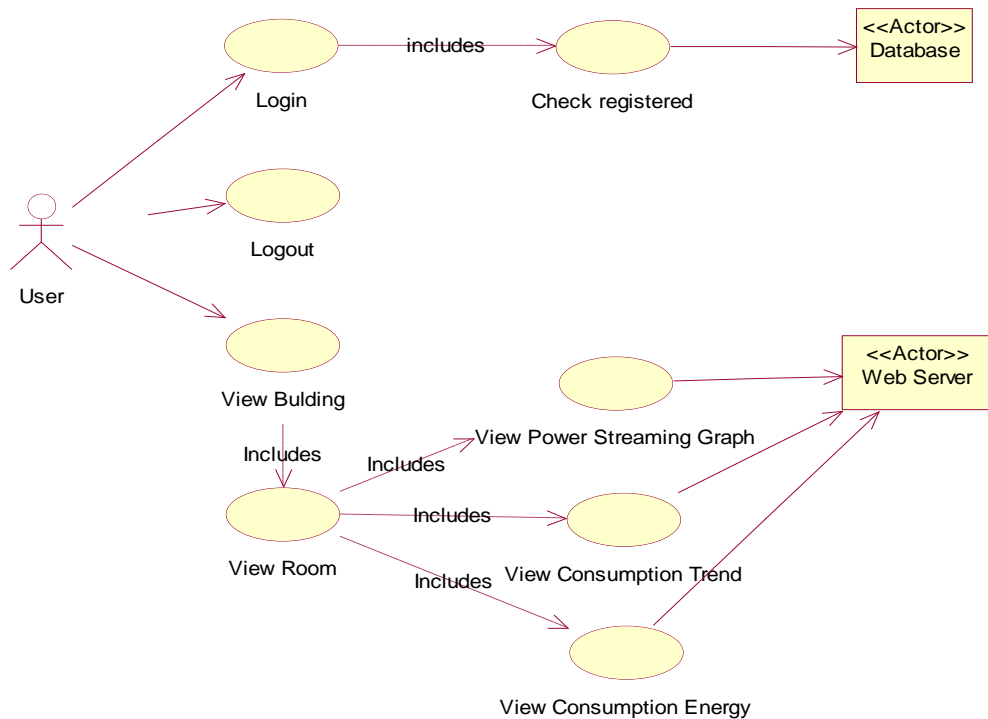 Login
includes
Check registered
<<Actor>>
Database
Logout
User
View Bulding
Includes
View Room
Includes
View Power Streaming Graph
<<Actor>>
Web Server
Includes
View Consumption Trend
Includes
View Consumption Energy